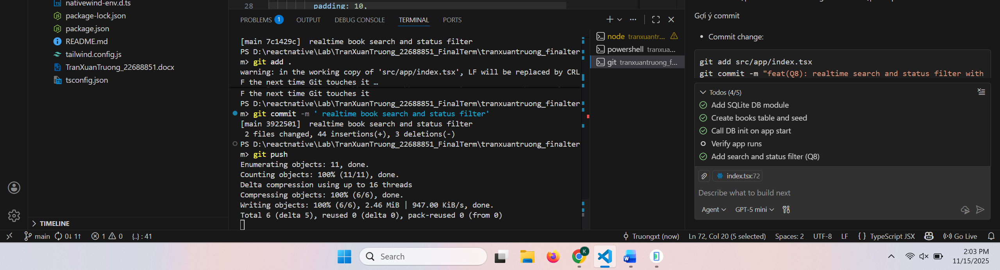 nativewind-env.d.ts
package-lock.json
package.json
README.md
tailwind.config.js
TranXuanTruong_22688851.docx
tsconfig.json
TIMELINE
28 padding: 10,
PROBLEMS 1 OUTPUT DEBUG CONSOLE TERMINAL PORTS
[main 7c1429c]  realtime book search and status filter
PS D:\reactnative\Lab\TranXuanTruong_22688851_FinalTerm\tranxuantruong_finalter
m> git add .
warning: in the working copy of 'src/app/index.tsx', LF will be replaced by CRL
F the next time Git touches it …
F the next time Git touches it
PS D:\reactnative\Lab\TranXuanTruong_22688851_FinalTerm\tranxuantruong_finalter
m> git commit -m ' realtime book search and status filter'
[main 3922501]  realtime book search and status filter
 2 files changed, 44 insertions(+), 3 deletions(-)
PS D:\reactnative\Lab\TranXuanTruong_22688851_FinalTerm\tranxuantruong_finalter
m> git push
Enumerating objects: 11, done.
Counting objects: 100% (11/11), done.
Delta compression using up to 16 threads
Compressing objects: 100% (6/6), done.
Writing objects: 100% (6/6), 2.46 MiB | 947.00 KiB/s, done.
Total 6 (delta 5), reused 0 (delta 0), pack-reused 0 (from 0)
node tranxuantr...
powershell tranxua...
git tranxuantruong_f...
Gợi ý commit
• Commit change:
git add src/app/index.tsx
git commit -m "feat(Q8): realtime search and status filter with
Todos (4/5)
Add SQLite DB module
Create books table and seed
Call DB init on app start
Verify app runs
Add search and status filter (Q8)
index.tsx:72
Describe what to build next
Agent GPT-5 mini
main 0↓ 1↑ 1 0 {..} : 41 Truongxt (now) Ln 72, Col 20 (5 selected) Spaces: 2 UTF-8 LF { } TypeScript JSX Go Live
Search K W
2:03 PM
11/15/2025